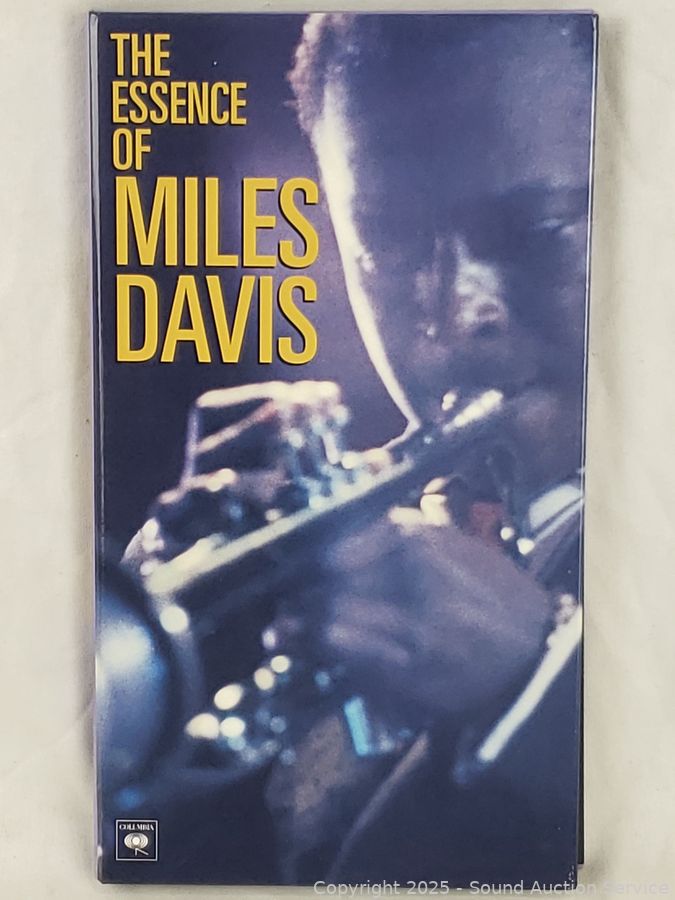 THE
ESSENCE
OF
MILES
DAVIS
COLUMBIA
Copyright 2025 - Sound Auction Service